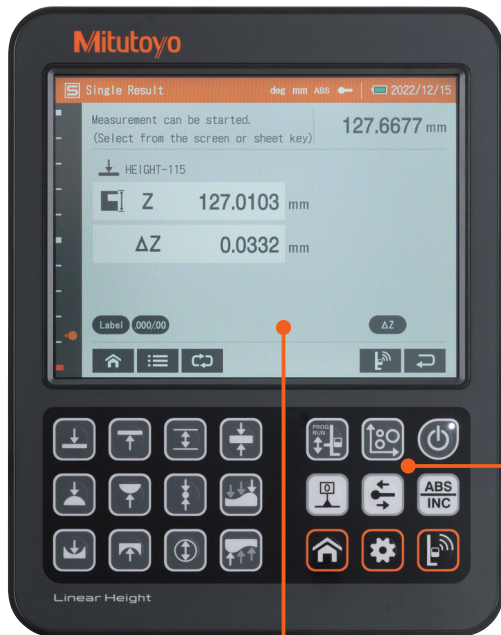 Mitutoyo
S Single Result deg mm ABS 2022/12/15
Measurement can be started.
(Select from the screen or sheet key)
127.6677 mm
HEIGHT-115
Z 127.0103 mm
ΔZ 0.0332 mm
Label .000/.00 ΔZ
PROG
RUN
0
ABS
INC
Linear Height